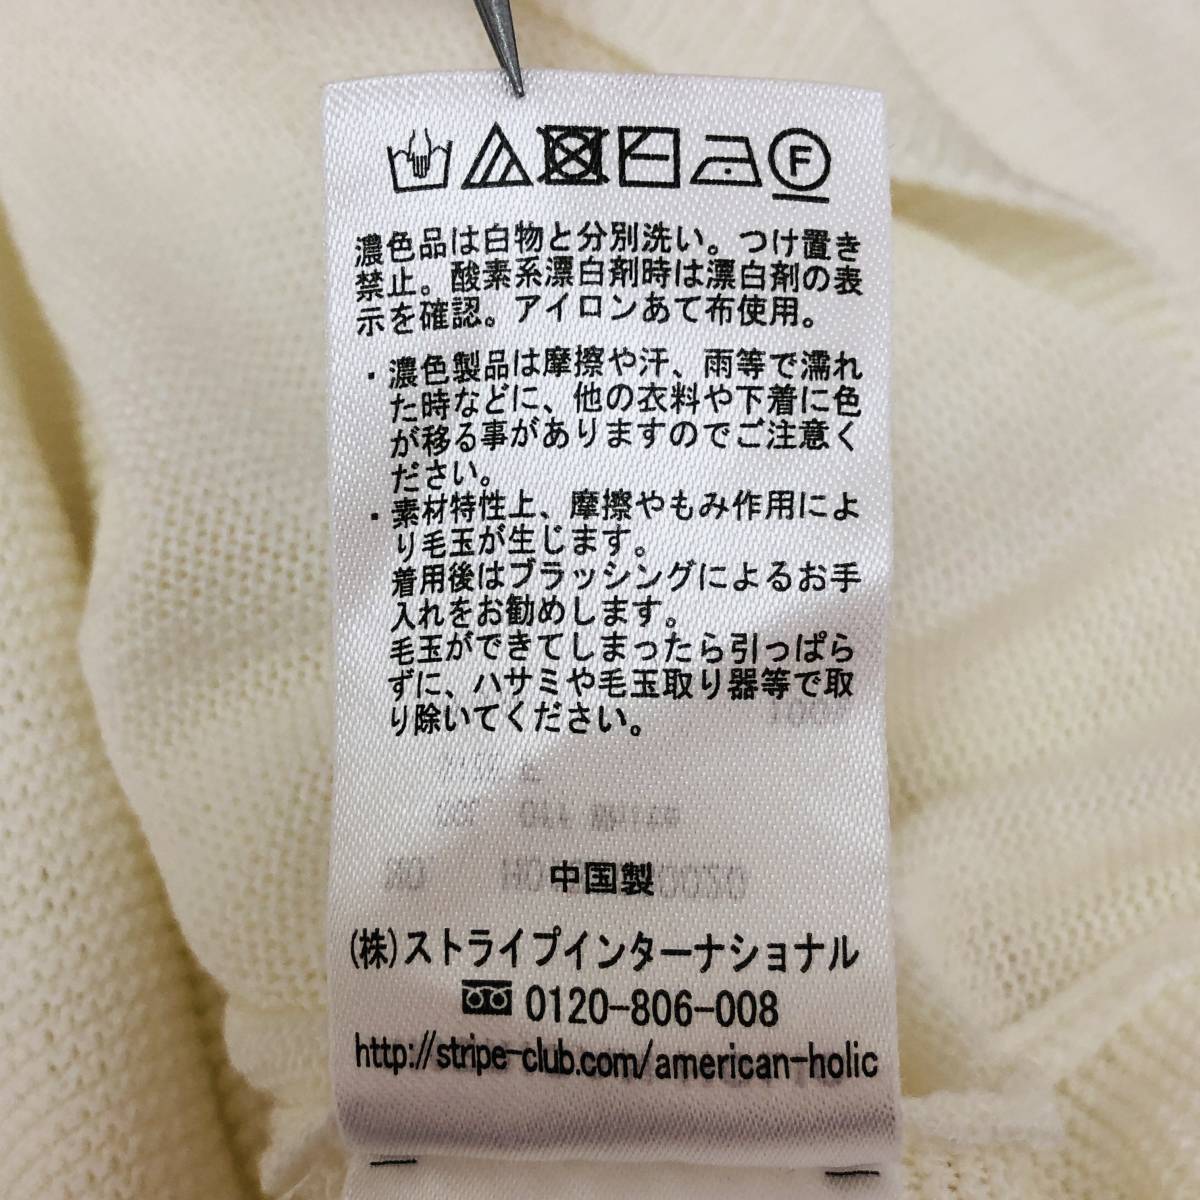 F
濃色品は白物と分別洗い。つけ置き
禁止。酸素系漂白剤時は漂白剤の表
示を確認。アイロンあて布使用。
・濃色製品は摩擦や汗、雨等で濡れ
た時などに、他の衣料や下着に色
が移る事がありますのでご注意く
ださい。
・素材特性上、摩擦やもみ作用によ
り毛玉が生じます。
着用後はブラッシングによるお手
入れをお勧めします。
毛玉ができてしまったら引っぱら
ずに、ハサミや毛玉取り器等で取
り除いてください。
中国製
(株)ストライプインターナショナル
0120-806-008
http://stripe-club.com/american-holic